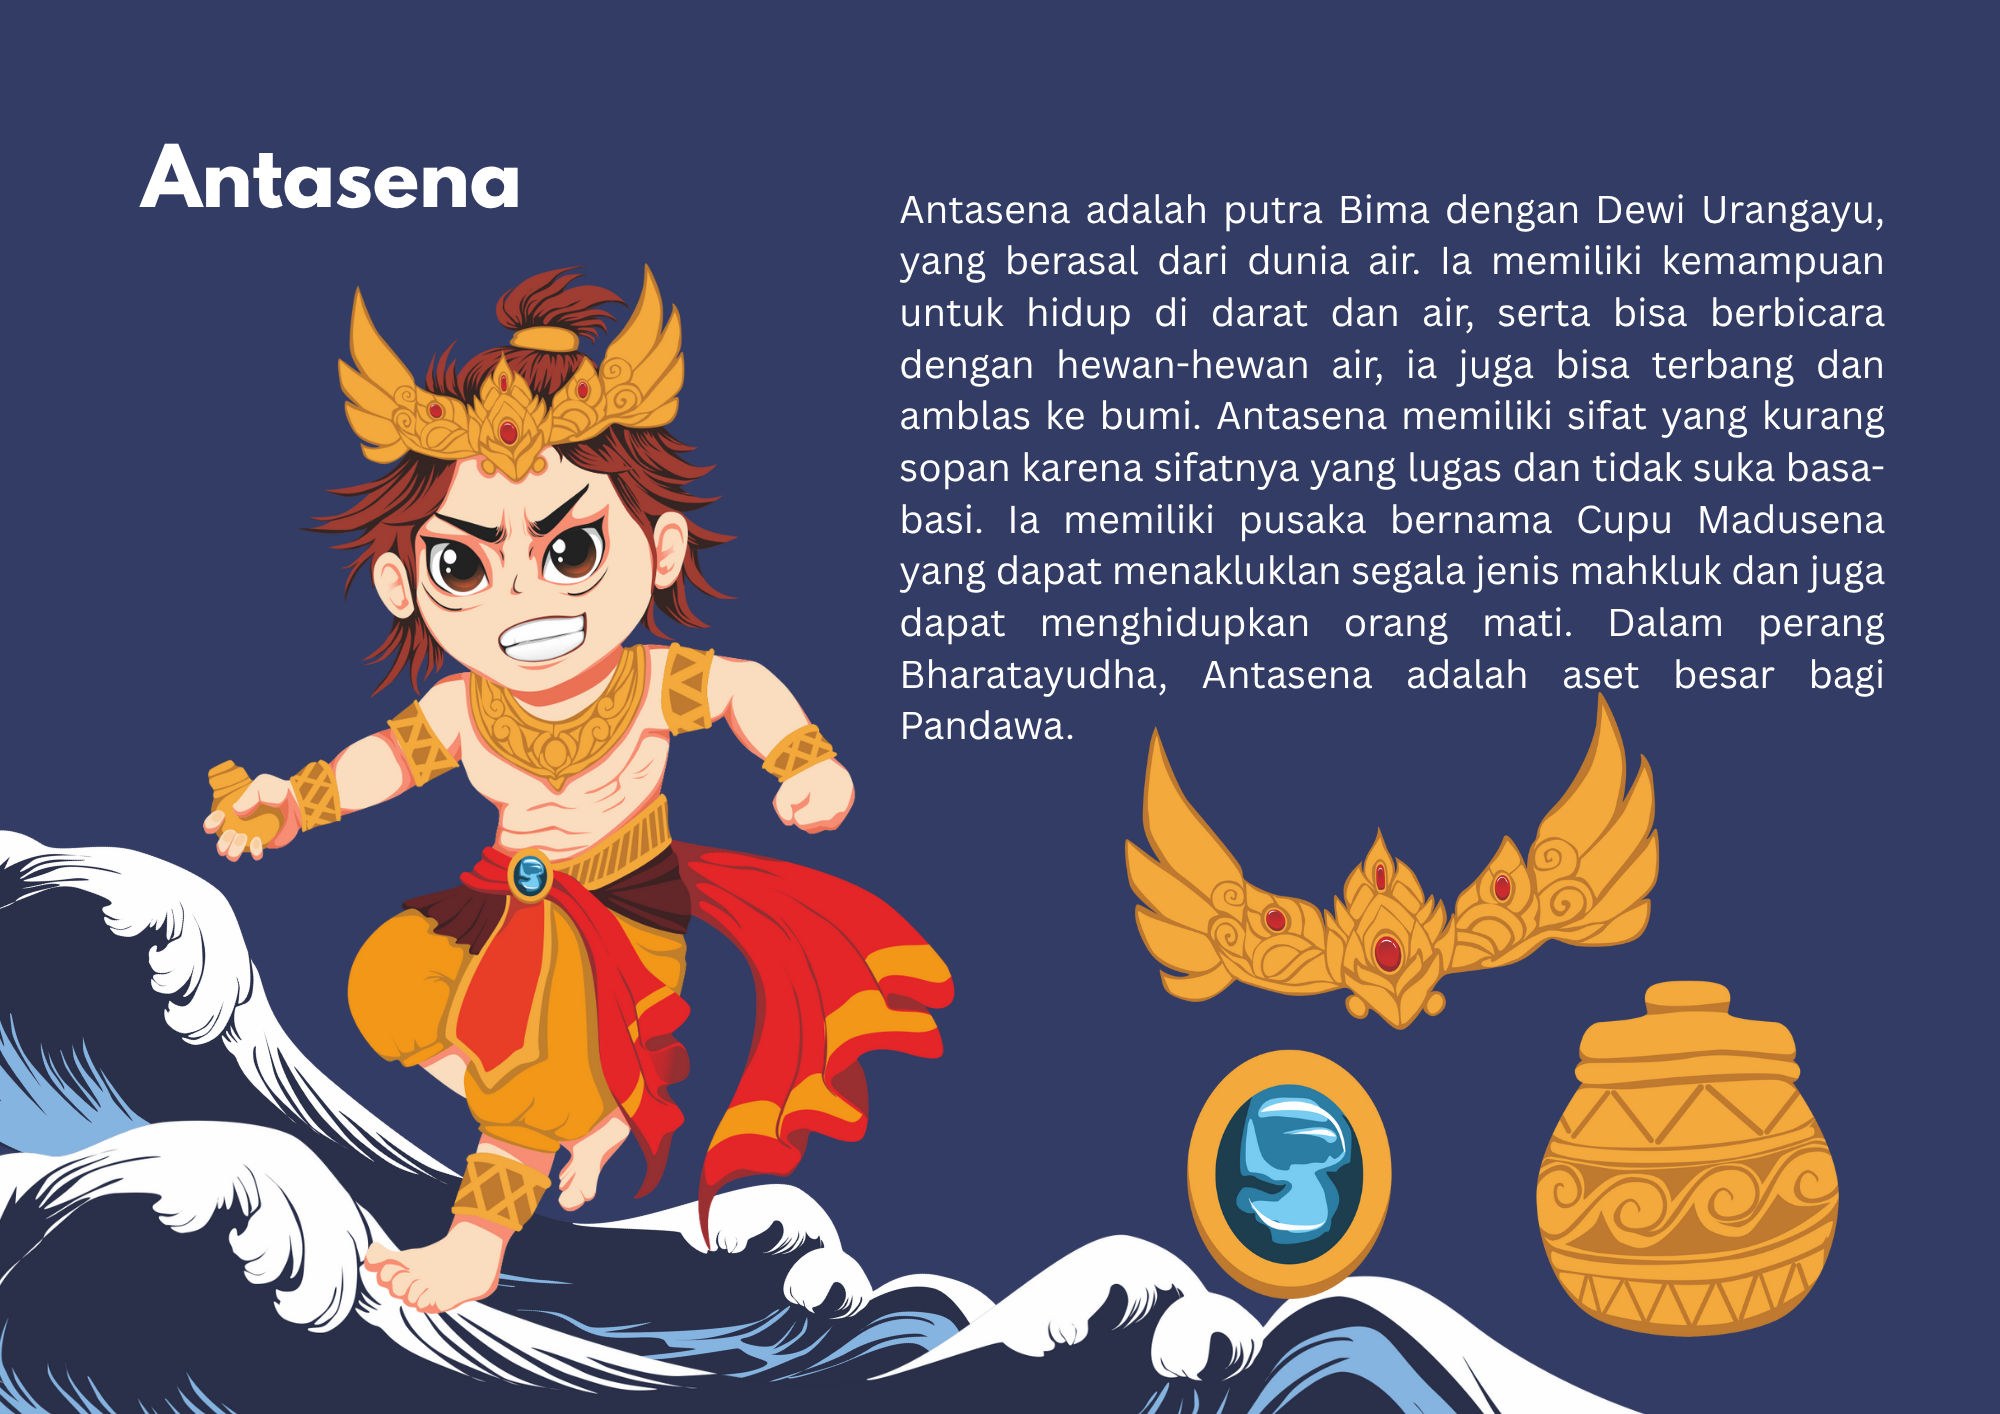 Antasena
Antasena adalah putra Bima dengan Dewi Urangayu,
yang berasal dari dunia air. Ia memiliki kemampuan
untuk hidup di darat dan air, serta bisa berbicara
dengan hewan-hewan air, ia juga bisa terbang dan
amblas ke bumi. Antasena memiliki sifat yang kurang
sopan karena sifatnya yang lugas dan tidak suka basa-
basi. Ia memiliki pusaka bernama Cupu Madusena
yang dapat menakluklan segala jenis mahkluk dan juga
dapat menghidupkan orang mati. Dalam perang
Bharatayudha, Antasena adalah aset besar bagi
Pandawa.